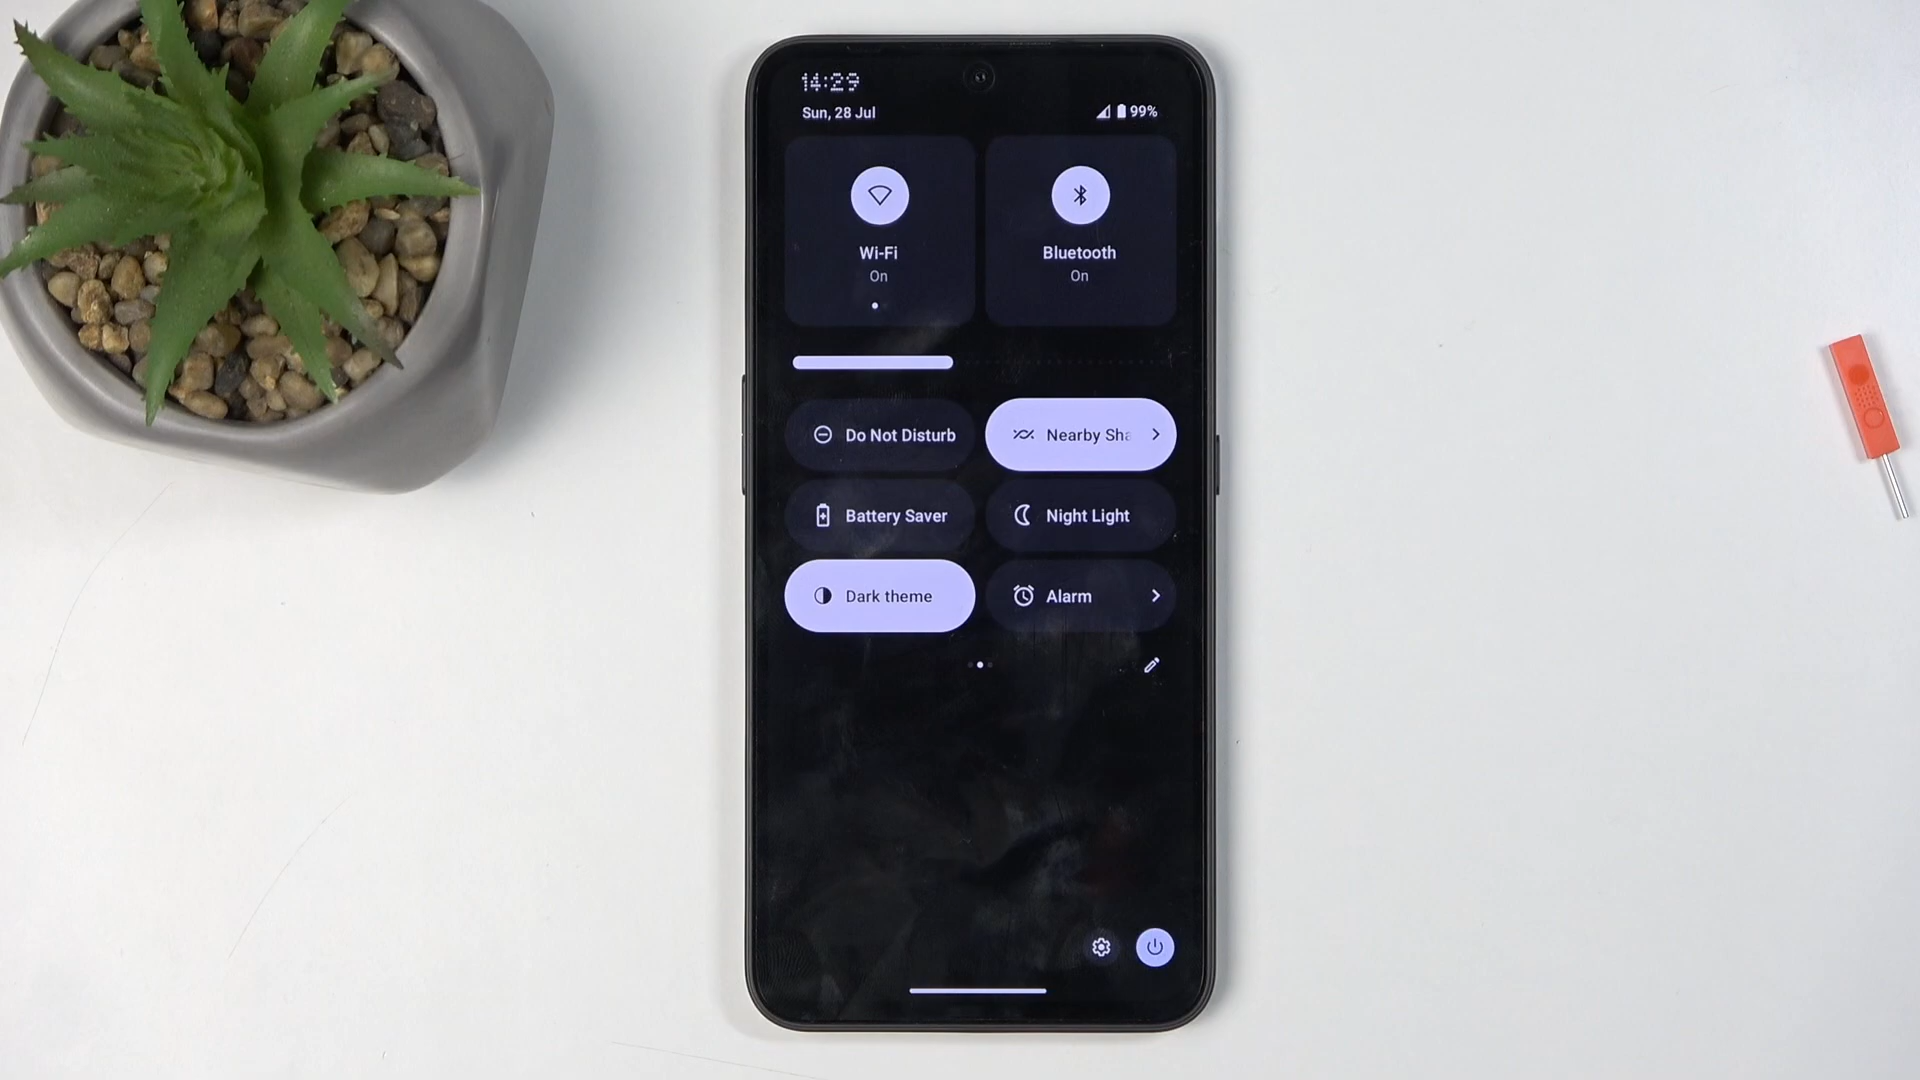 14:29
Sun, 28 Jul
99%
Wi-Fi
On
Bluetooth
On
Do Not Disturb
Nearby Sha
Battery Saver
Night Light
Dark theme
Alarm